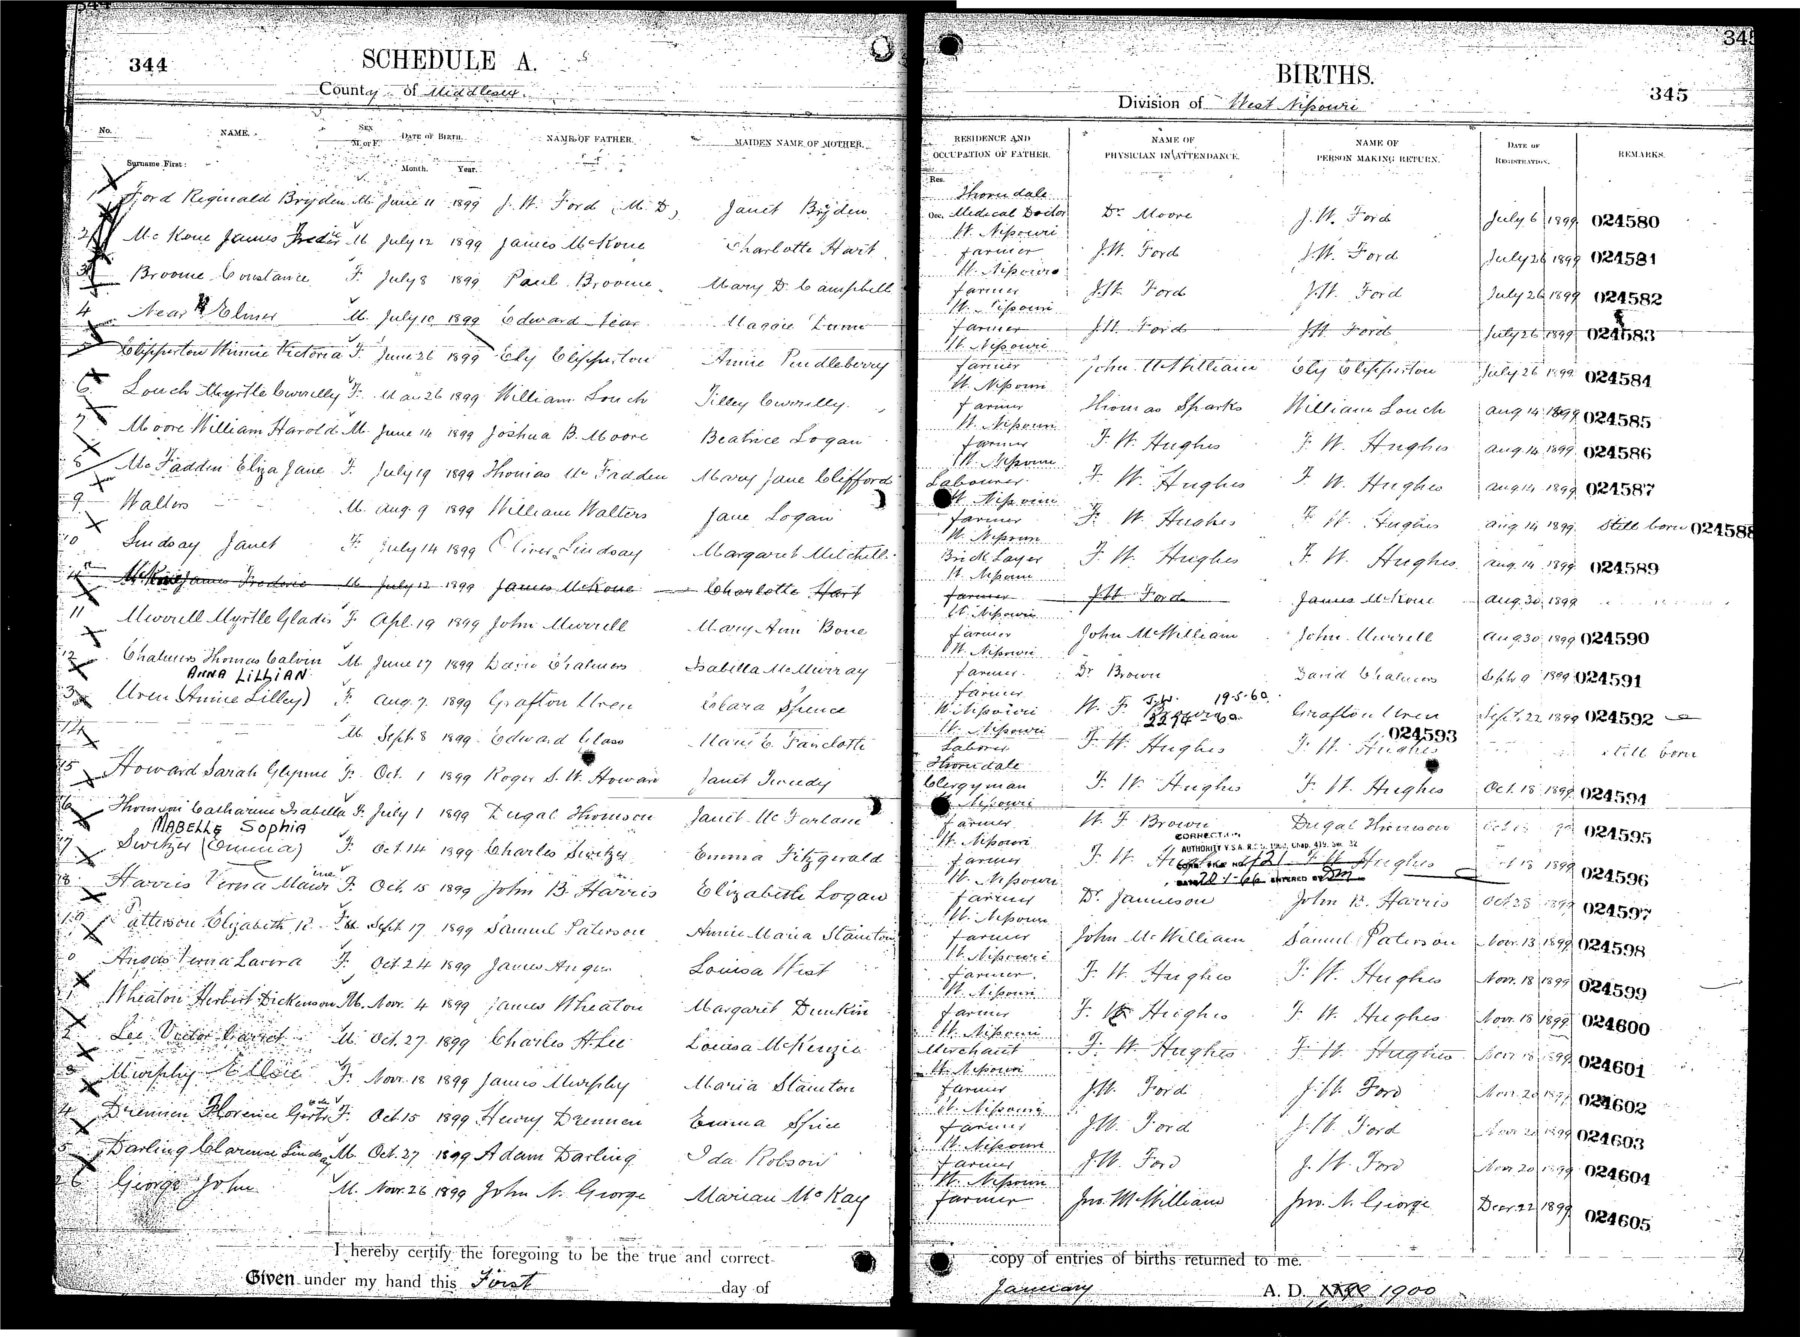 344
SCHEDULE A.
County of Middlesex.
No. NAME. SEX M. or F. DATE OF BIRTH. NAME OF FATHER. MAIDEN NAME OF MOTHER.
Surname First: Month. Year.
1 Ford Reginald Bryden M. June 11 1899 J. W. Ford (M. D) Janet Bryden
2 McKone James Frederic M July 12 1899 James McKone Charlotte Hart
3 Broome Constance F. July 8 1899 Paul Broome. Mary D. Campbell
4 Near Elmer M. July 10 1899 Edward Near Maggie
5 Clipperton Winnie Victoria F. June 26 1899 Ely Clipperton Annie Pendleberry
6 Louch Myrtle Cwrrelly F. Mar 26 1899 William Louch Tilley Cwrrelly.
7 Moore William Harold M. June 14 1899 Joshua B. Moore Beatrice Logan
8 McFadden Eliza Jane F. July 19 1899 Thomas McFadden Mary Jane Clifford
9 Walters M. Aug. 9 1899 William Walters Jane Logan
10 Lindsay Janet F. July 14 1899 Oliver Lindsay Margaret Mitchell
McKone James Frederic M July 12 1899 James McKone Charlotte Hart
11 Murrell Myrtle Gladis F. Apl. 19 1899 John Murrell Mary Ann Bone
12 Chalmers Thomas Calvin M. June 17 1899 David Chalmers Isabella McMurray
ANNA LILLIAN
3 Uren (Annie Lilley) F. Aug. 7. 1899 Grafton Uren Clara Spence
14 M. Sept. 8 1899 Edward Glass Marie E.
15 Howard Sarah Glynne F. Oct. 1 1899 Roger S. W. Howard Janet Tweedy
16 Thomson Catharine Isabella F. July 1 1899 Dugal Thomson Janet McFarlane
MABELLE SOPHIA
7 Switzer (Emma) F. Oct. 14 1899 Charles Switzer Emma Fitzgerald
18 Harris Verna F. Oct. 15 1899 John B. Harris Elizabeth Logan
19 Patterson Elizabeth R. F Sept 17 1899 Samuel Paterson Annie Maria Stainton
0 Angus Verna Lavora F. Oct 24 1899 James Angus Louisa West
1 Wheaton Herbert Dickenson M. Nov. 4 1899 James Wheaton Margaret Dunkin
2 Lee Victor Garret M. Oct. 27 1899 Charles H. Lee Louisa McKenzie
3 Murphy Ellen F. Nov. 18 1899 James Murphy Maria Stanton
4 Drennen Florence Gertrude F. Oct 15 1899 Henry Drennen Emma Spice
5 Darling Clarence Lindsay M. Oct. 27 1899 Adam Darling Ida Robson
26 George John M. Nov. 26 1899 John N. George Marian McKay
I hereby certify the foregoing to be the true and correct
Given under my hand this First day of
345
BIRTHS.
345
Division of West Nissouri
RESIDENCE AND OCCUPATION OF FATHER. NAME OF PHYSICIAN IN ATTENDANCE. NAME OF PERSON MAKING RETURN. DATE OF REGISTRATION. REMARKS.
Res. Thorndale
Occ. Medical Doctor Dr. Moore J. W. Ford July 6 1899 024580
W. Nissouri
farmer J. W. Ford J. W. Ford July 26 1899 024581
W. Nissouri
farmer J. W. Ford J. W. Ford July 26 1899 024582
W. Nissouri
farmer J. W. Ford J. W. Ford July 26 1899 024583
W. Nissouri
farmer John McWilliam Ely Clipperton July 26 1899 024584
W. Nissouri
farmer Thomas Sparks William Louch Aug 14 1899 024585
W. Nissouri
farmer F. W. Hughes F. W. Hughes Aug. 14 1899 024586
W. Nissouri
Labourer F. W. Hughes F. W. Hughes Aug 14 1899 024587
W. Nissouri
farmer F. W. Hughes F. W. Hughes Aug 14 1899. Still born 024588
W. Nissouri
Brick Layer F. W. Hughes F. W. Hughes. Aug. 14 1899 024589
W. Nissouri
farmer J. W. Ford James McKone Aug. 30 1899
W. Nissouri
farmer John McWilliam John Murrell Aug 30 1899 024590
W. Nissouri
farmer Dr Brown David Chalmers Sept 9 1899 024591
farmer J.W. 19-5-60.
W. Nissouri W. F. Brown 2294-60 Grafton Uren Sept. 22 1899 024592
W. Nissouri 024593
Laborer F. W. Hughes F. W. Hughes still born
Thorndale
Clergyman F. W. Hughes F. W. Hughes Oct. 18 1899 024594
W. Nissouri
farmer W. F. Brown Dugal Thomson 024595
W. Nissouri CORRECTION
AUTHORITY V.S.A. R.S.O. 1960, Chap. 419, Sec. 22
farmer F. W. Hughes F. W. Hughes Oct 18 1899 024596
W. Nissouri DATE 20-1-66 ENTERED BY
farmer Dr. Jameson John B. Harris Oct 28 1899 024597
W. Nissouri
farmer John McWilliam Samuel Paterson Nov. 13 1899 024598
W. Nissouri
farmer. F. W. Hughes F. W. Hughes Nov. 18 1899 024599
W. Nissouri
farmer F. W. Hughes F. W. Hughes Nov. 18 1899 024600
W. Nissouri
Merchant F. W. Hughes F. W. Hughes Nov. 18 1899 024601
W. Nissouri
farmer J. W. Ford J. W. Ford Nov. 20 1899 024602
W. Nissouri
farmer J. W. Ford J. W. Ford Nov 20 1899 024603
W. Nissouri
farmer J. W. Ford J. W. Ford Nov 20 1899 024604
W. Nissouri
farmer Jno. McWilliam Jno. N. George Decr. 22 1899 024605
copy of entries of births returned to me.
January A. D. 1900